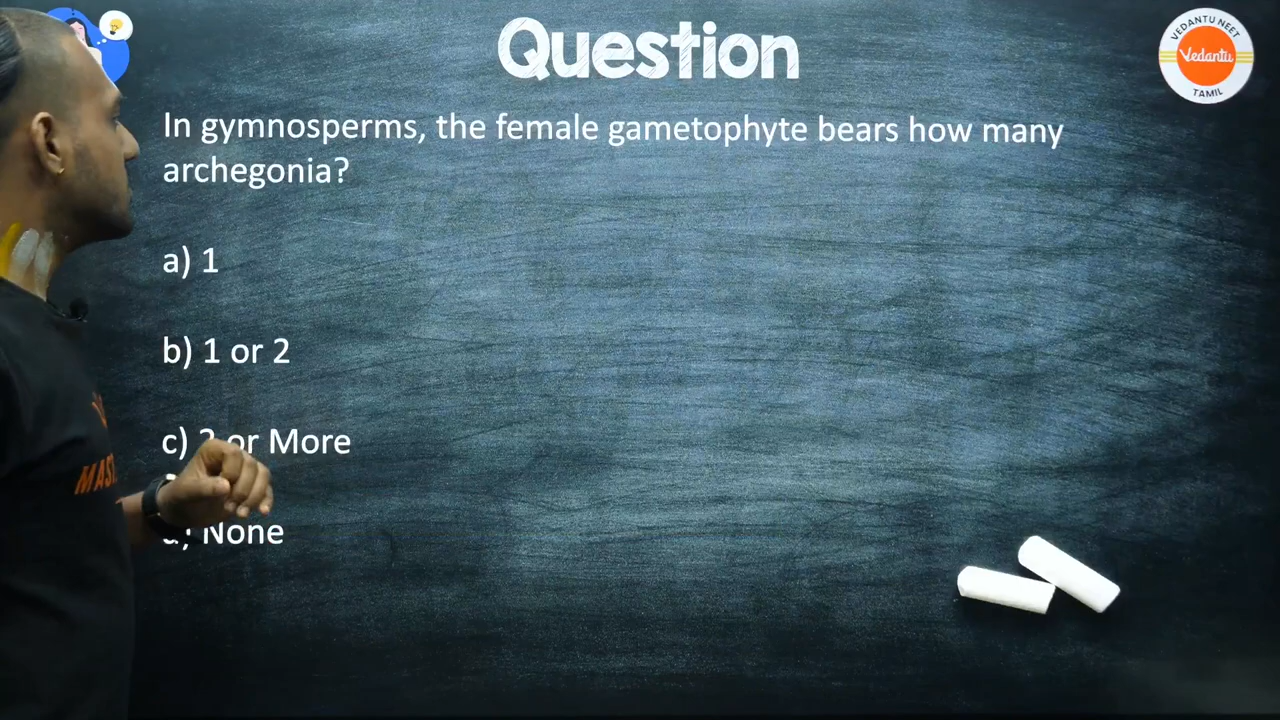 Question
VEDANTU NEET
Vedantu
TAMIL
In gymnosperms, the female gametophyte bears how many
archegonia?
a) 1
b) 1 or 2
c) 2 or More
None